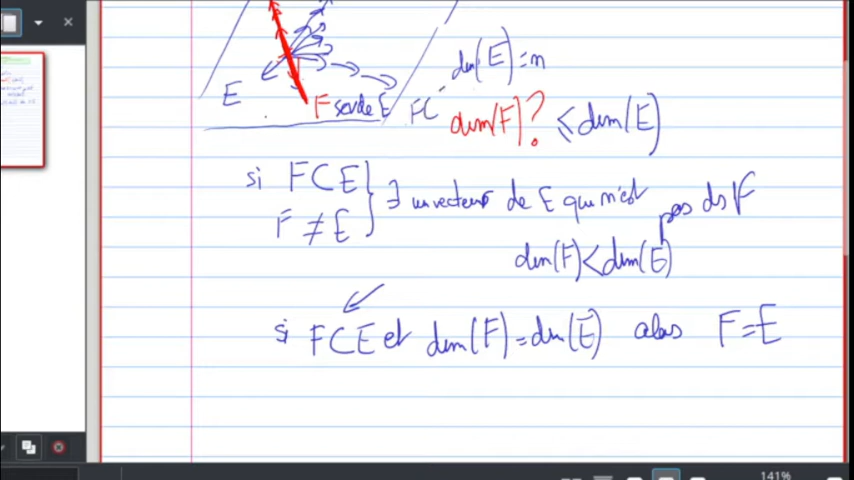 dim(E)=n
E
F sev de E
F⊂
dim(F)? ≤ dim(E)
si F⊂E } ∃ un vecteur de E qui n'est pas ds F
F ≠ E
dim(F)<dim(E)
si F⊂E et dim(F)=dim(E) alors F=E
141%